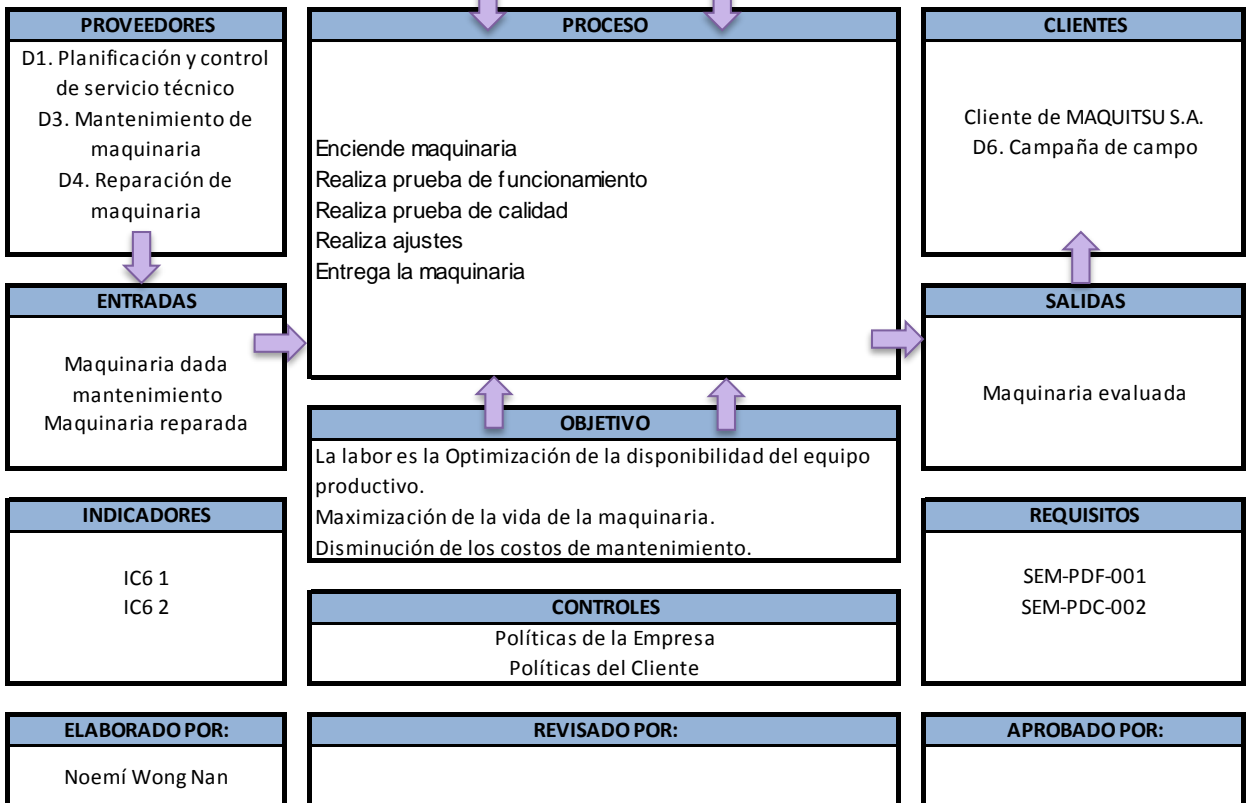 PROVEEDORES
D1. Planificación y control
de servicio técnico
D3. Mantenimiento de
maquinaria
D4. Reparación de
maquinaria
PROCESO
Enciende maquinaria
Realiza prueba de funcionamiento
Realiza prueba de calidad
Realiza ajustes
Entrega la maquinaria
CLIENTES
Cliente de MAQUITSU S.A.
D6. Campaña de campo
ENTRADAS
Maquinaria dada
mantenimiento
Maquinaria reparada
SALIDAS
Maquinaria evaluada
OBJETIVO
La labor es la Optimización de la disponibilidad del equipo
productivo.
Maximización de la vida de la maquinaria.
Disminución de los costos de mantenimiento.
INDICADORES
IC6 1
IC6 2
REQUISITOS
SEM-PDF-001
SEM-PDC-002
CONTROLES
Políticas de la Empresa
Políticas del Cliente
ELABORADO POR:
Noemí Wong Nan
REVISADO POR:
APROBADO POR: